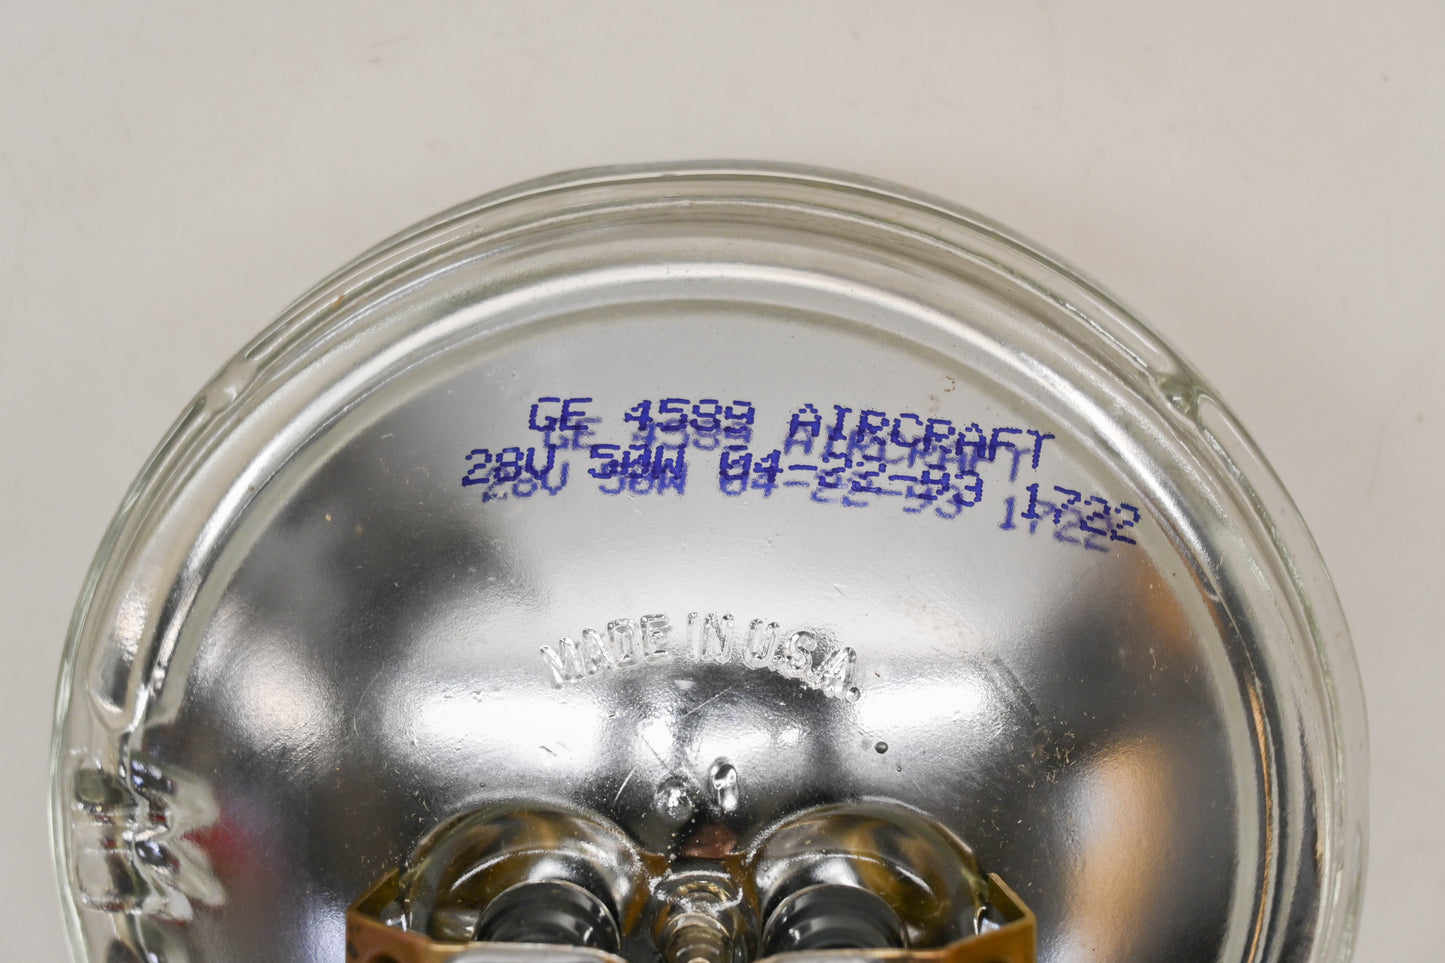 GE 4589 AIRCRAFT
28V 50W 04-22-93 1722
MADE IN U.S.A.